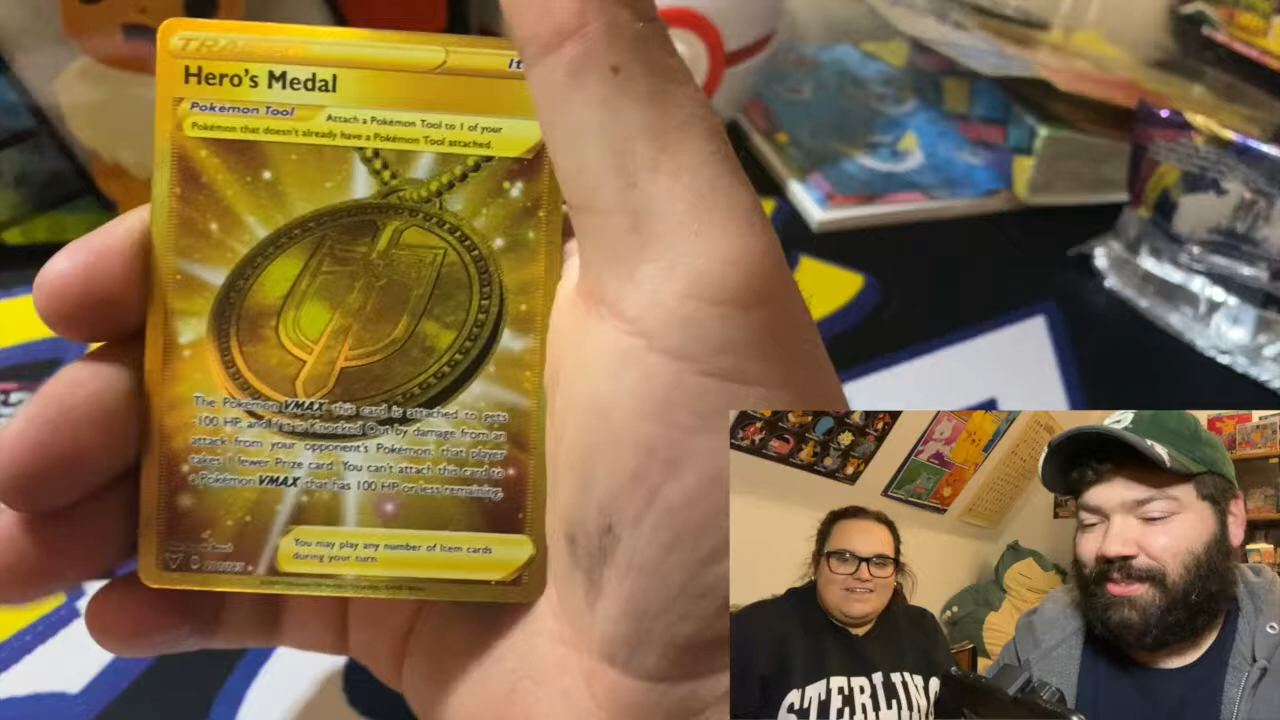 TRAINER
It
Hero's Medal
Pokémon Tool
Attach a Pokémon Tool to 1 of your
Pokémon that doesn't already have a Pokémon Tool attached.
The Pokémon VMAX this card is attached to gets
-100 HP, and if it is Knocked Out by damage from an
attack from your opponent's Pokémon, that player
takes 1 fewer Prize card. You can't attach this card to
a Pokémon VMAX that has 100 HP or less remaining.
You may play any number of Item cards
during your turn.
STERLING